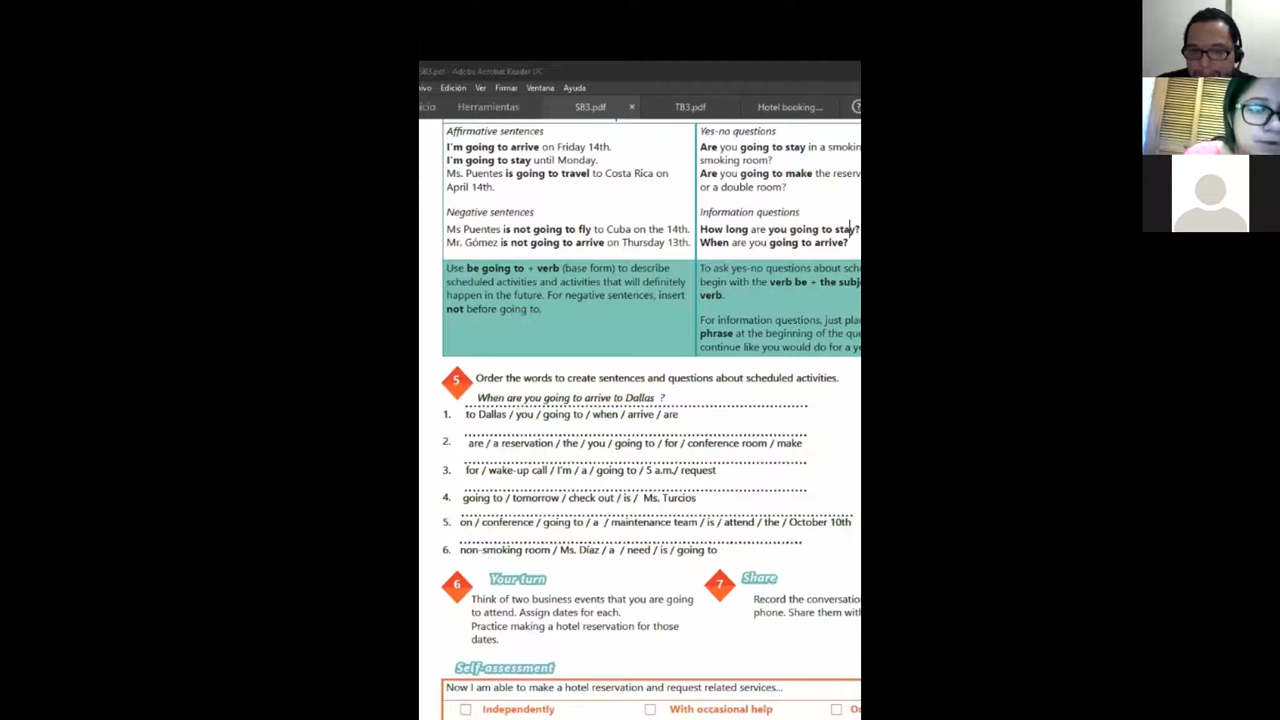 SB3.pdf - Adobe Acrobat Reader DC
ivo Edición Ver Firmar Ventana Ayuda
icio Herramientas SB3.pdf × TB3.pdf Hotel booking....
Affirmative sentences
I'm going to arrive on Friday 14th.
I'm going to stay until Monday.
Ms. Puentes is going to travel to Costa Rica on
April 14th.
Negative sentences
Ms Puentes is not going to fly to Cuba on the 14th.
Mr. Gómez is not going to arrive on Thursday 13th.
Use be going to + verb (base form) to describe
scheduled activities and activities that will definitely
happen in the future. For negative sentences, insert
not before going to.
Yes-no questions
Are you going to stay in a smokin
smoking room?
Are you going to make the reserv
or a double room?
Information questions
How long are you going to stay?
When are you going to arrive?
To ask yes-no questions about sch
begin with the verb be + the subj
verb.
For information questions, just pla
phrase at the beginning of the que
continue like you would do for a ye
5 Order the words to create sentences and questions about scheduled activities.
When are you going to arrive to Dallas ?
1. to Dallas / you / going to / when / arrive / are
2. are / a reservation / the / you / going to / for / conference room / make
3. for / wake-up call / I'm / a / going to / 5 a.m./ request
4. going to / tomorrow / check out / is / Ms. Turcios
5. on / conference / going to / a / maintenance team / is / attend / the / October 10th
6. non-smoking room / Ms. Díaz / a / need / is / going to
6 Your turn
Think of two business events that you are going
to attend. Assign dates for each.
Practice making a hotel reservation for those
dates.
7 Share
Record the conversatio
phone. Share them with
Self-assessment
Now I am able to make a hotel reservation and request related services...
Independently With occasional help On